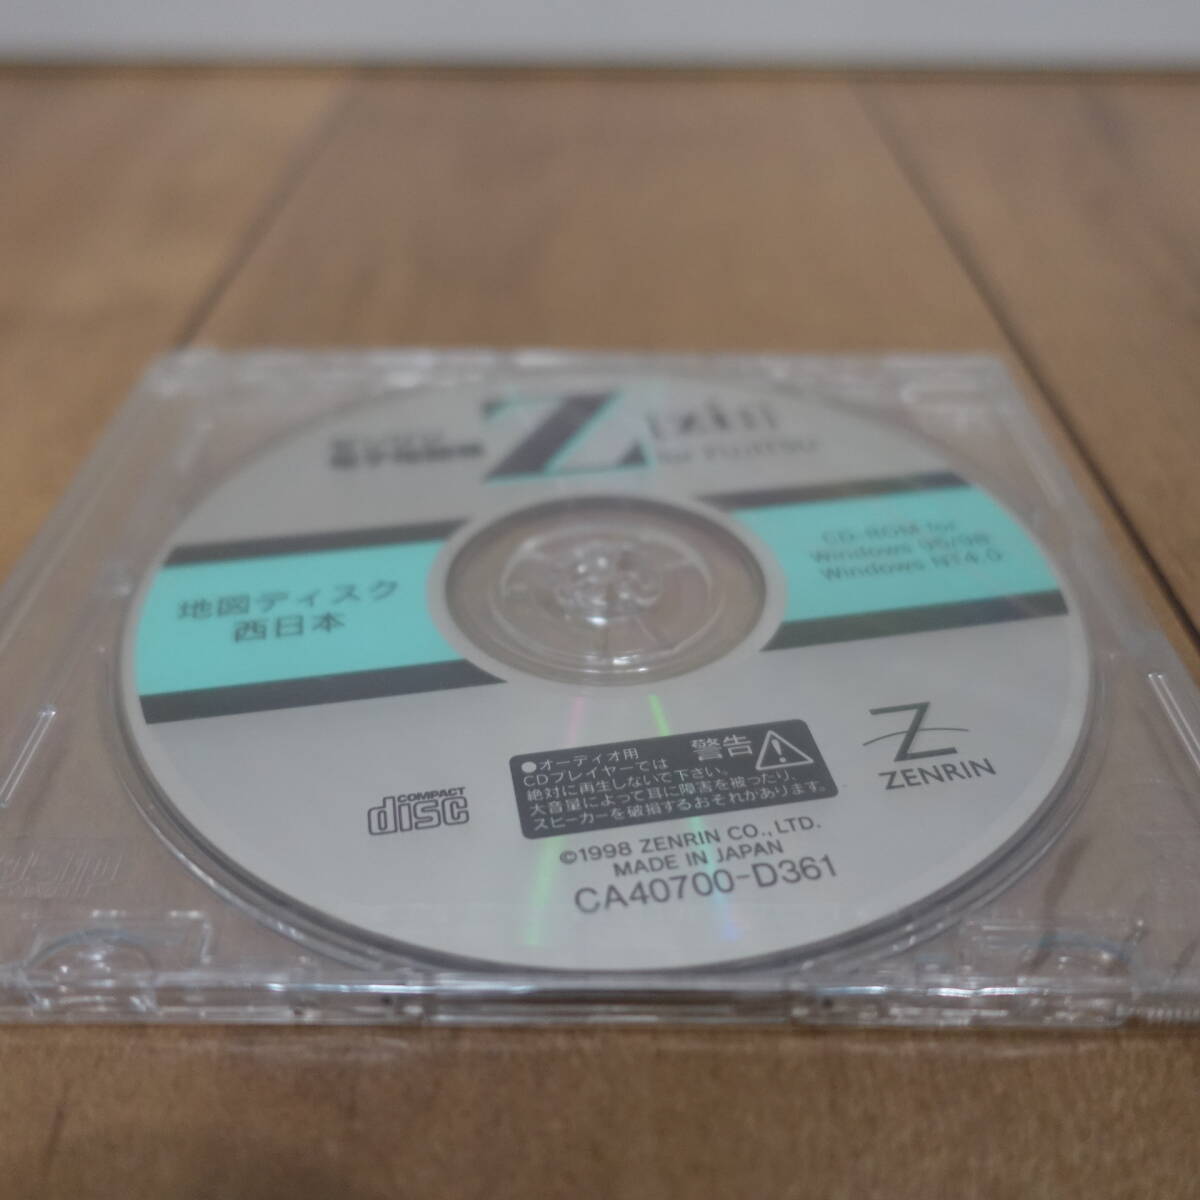 Z[zi:]
for FUJITSU
地図ディスク
西日本
CD-ROM for
Windows 95/98
Windows NT4.0
COMPACT
disc
●オーディオ用
CDプレイヤーでは
絶対に再生しないで下さい。
大音量によって耳に障害を被ったり、
スピーカーを破損するおそれがあります。
警告
Z
ZENRIN
©1998 ZENRIN CO., LTD.
MADE IN JAPAN
CA40700-D361